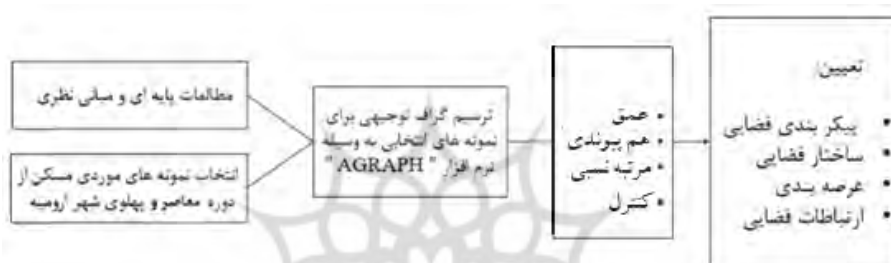 مطالعات پایه ای و مبانی نظری
انتخاب نمونه های موردی مسکن از
دوره معاصر و پهلوی شهر ارومیه
ترسیم گراف توجیهی برای
نمونه های انتخابی به وسیله
نرم افزار " AGRAPH "
• عمق
• هم پیوندی
• مرتبه نسبی
• کنترل
تعیین:
• پیکر بندی فضایی
• ساختار فضایی
• عرصه بندی
• ارتباطات فضایی